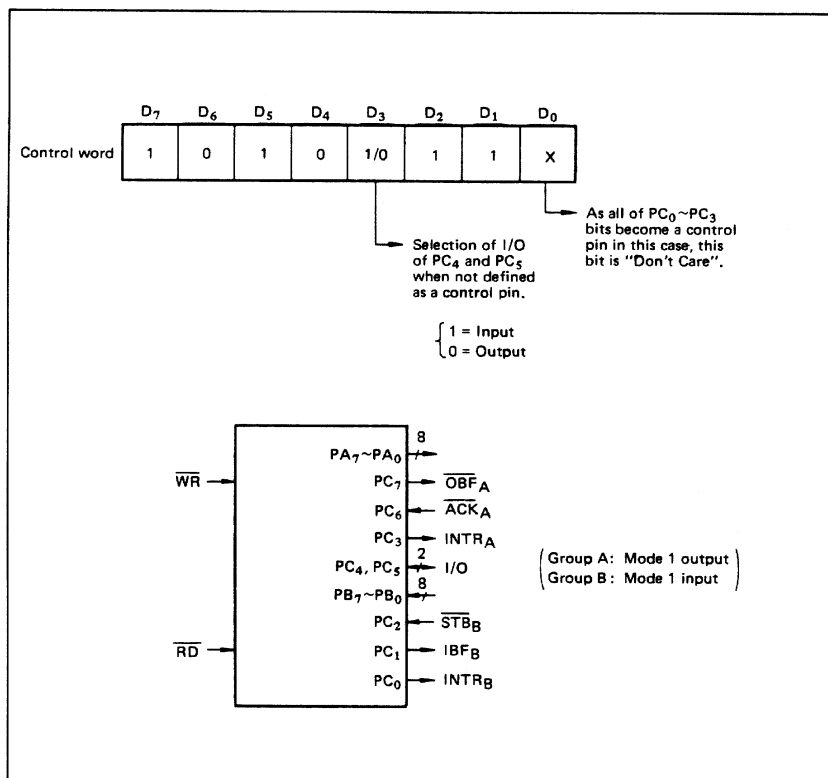 D7 D6 D5 D4 D3 D2 D1 D0
Control word 1 0 1 0 1/0 1 1 X
As all of PC0~PC3
bits become a control
pin in this case, this
bit is "Don't Care".
Selection of I/O
of PC4 and PC5
when not defined
as a control pin.
1 = Input
0 = Output
8
PA7~PA0
WR
PC7 OBFA
PC6 ACKA
PC3 INTRA
2
PC4, PC5 I/O
(Group A: Mode 1 output
Group B: Mode 1 input)
8
PB7~PB0
PC2 STBB
RD
PC1 IBFB
PC0 INTRB